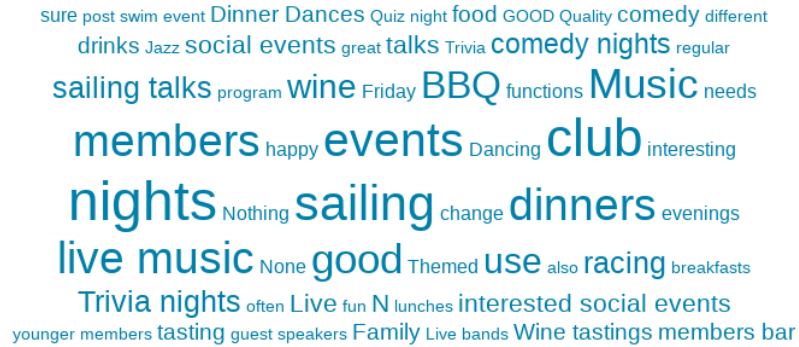 sure post swim event Dinner Dances Quiz night food GOOD Quality comedy different
drinks Jazz social events great talks Trivia comedy nights regular
sailing talks program wine Friday BBQ functions Music needs
members happy events Dancing club interesting
nights Nothing sailing change dinners evenings
live music None good Themed use also racing breakfasts
Trivia nights often Live fun N lunches interested social events
younger members tasting guest speakers Family Live bands Wine tastings members bar